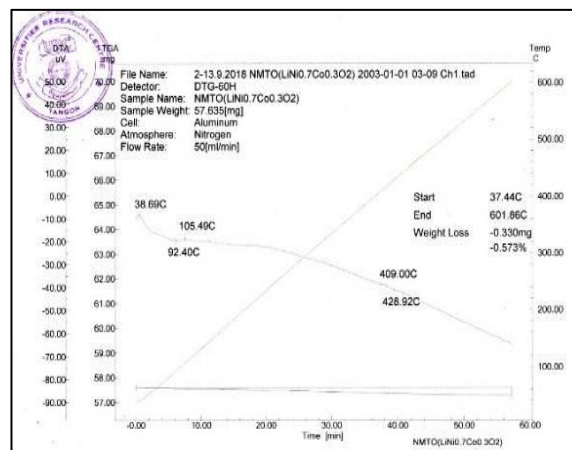 UNIVERSITIES RESEARCH CENTRE
YANGON
DTA
uV
TGA
mg
Temp
C
File Name: 2-13.9.2018 NMTO(LiNi0.7Co0.3O2) 2003-01-01 03-09 Ch1.tad
Detector: DTG-60H
Sample Name: NMTO(LiNi0.7Co0.3O2)
Sample Weight: 57.635[mg]
Cell: Aluminum
Atmosphere: Nitrogen
Flow Rate: 50[ml/min]
50.00
30.00
20.00
10.00
0.00
-10.00
-20.00
-30.00
-40.00
-50.00
-60.00
-70.00
-80.00
-90.00
70.00
69.00
68.00
67.00
66.00
65.00
64.00
63.00
62.00
61.00
60.00
59.00
58.00
57.00
600.00
500.00
400.00
300.00
200.00
100.00
38.69C
105.49C
92.40C
409.00C
428.92C
Start 37.44C
End 601.86C
Weight Loss -0.330mg
-0.573%
-0.00 10.00 20.00 30.00 40.00 50.00 60.00
Time [min]
NMTO(LiNi0.7Co0.3O2)